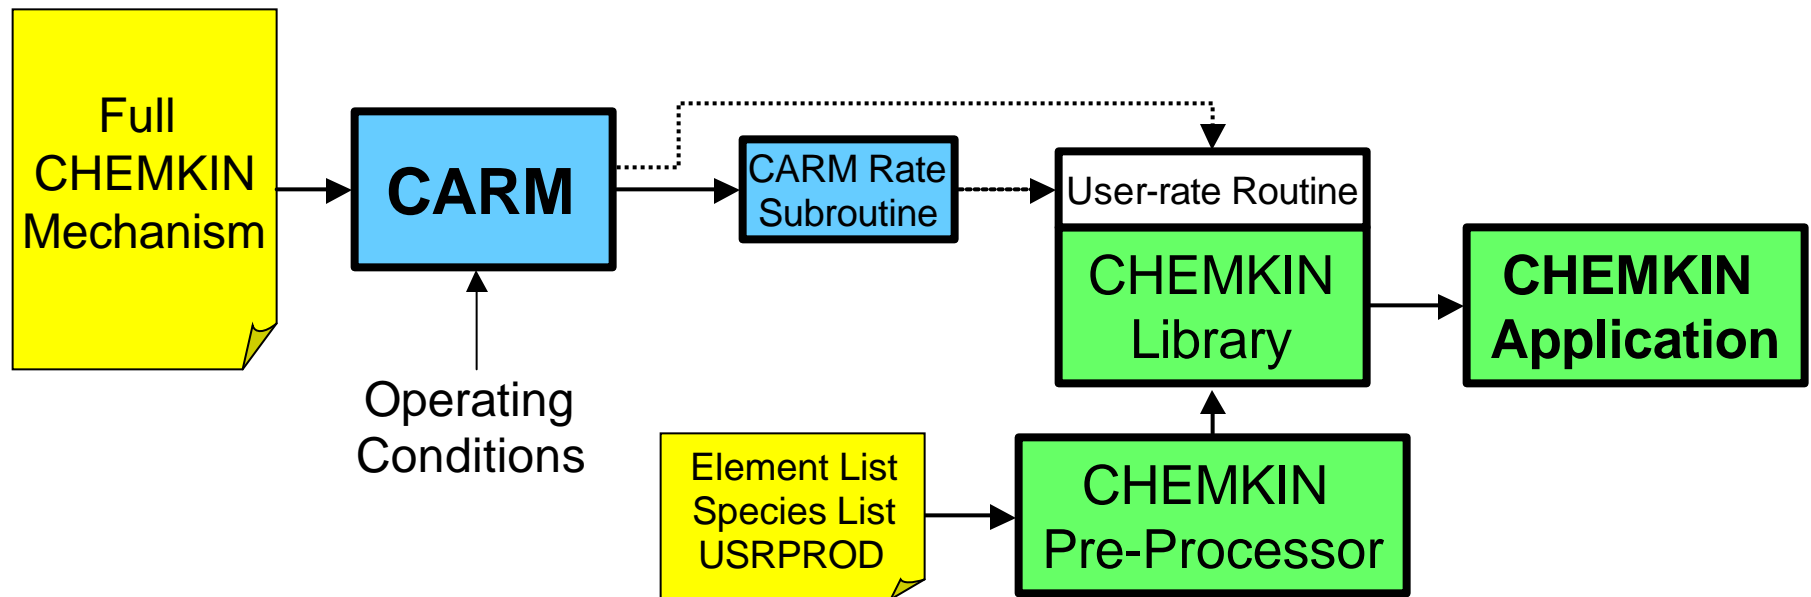 Full
CHEMKIN
Mechanism
CARM
Operating
Conditions
CARM Rate
Subroutine
User-rate Routine
CHEMKIN
Library
CHEMKIN
Application
Element List
Species List
USRPROD
CHEMKIN
Pre-Processor